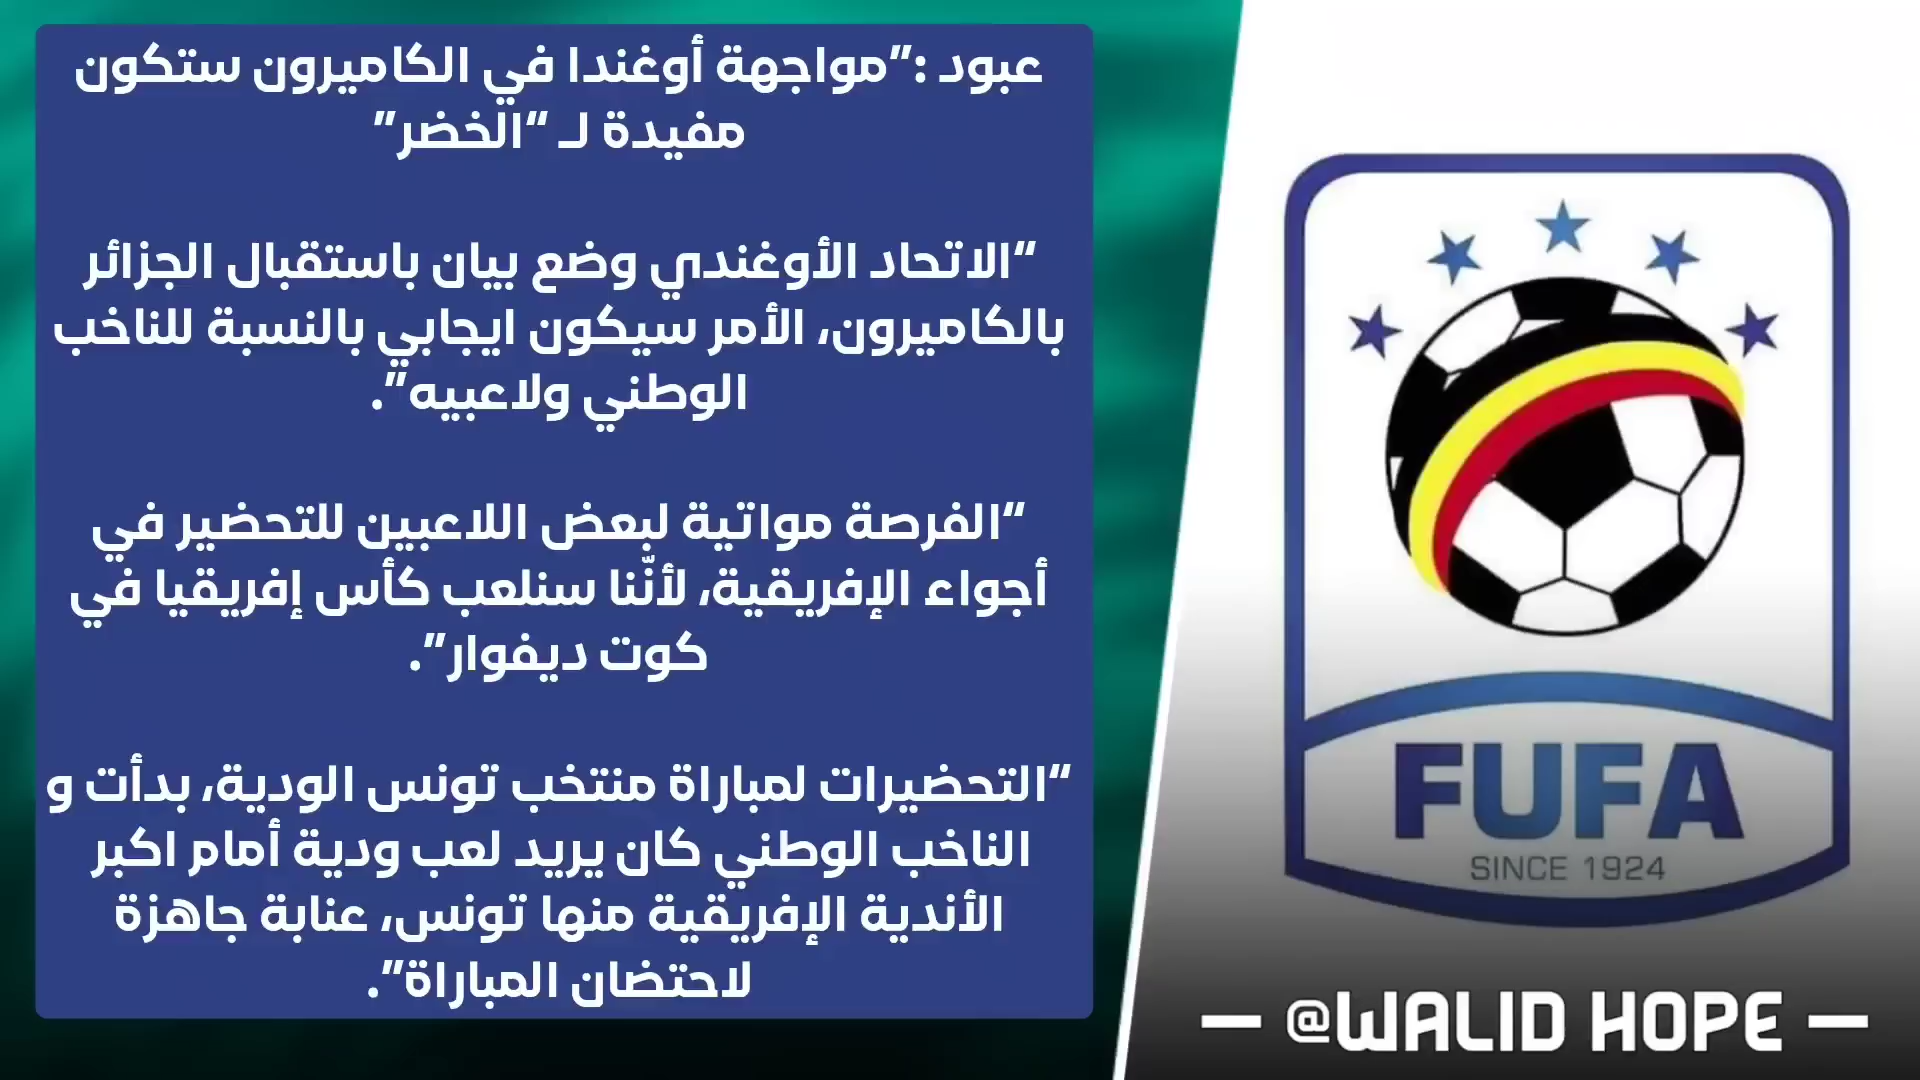 عبود :”مواجهة أوغندا في الكاميرون ستكون
مفيدة لـ “الخضر”
“الاتحاد الأوغندي وضع بيان باستقبال الجزائر
بالكاميرون، الأمر سيكون ايجابي بالنسبة للناخب
الوطني ولاعبيه”.
“الفرصة مواتية لبعض اللاعبين للتحضير في
أجواء الإفريقية، لأنّنا سنلعب كأس إفريقيا في
كوت ديفوار”.
“التحضيرات لمباراة منتخب تونس الودية، بدأت و
الناخب الوطني كان يريد لعب ودية أمام اكبر
الأندية الإفريقية منها تونس، عنابة جاهزة
لاحتضان المباراة”.
FUFA
SINCE 1924
— @WALID HOPE —